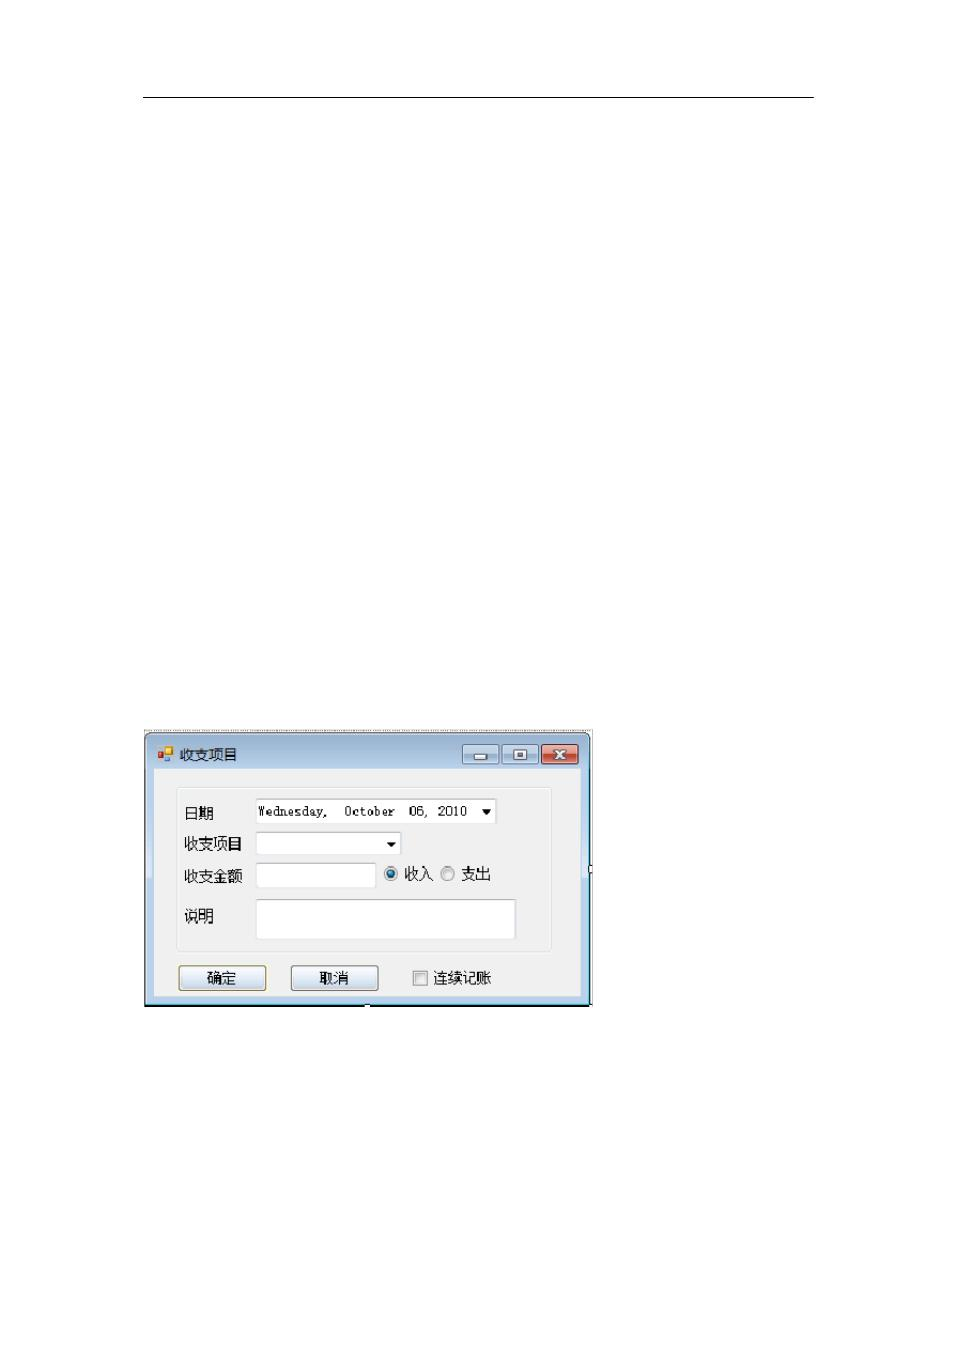 收支项目
日期 Wednesday, October 06, 2010
收支项目
收支金额 收入 支出
说明
确定 取消 连续记账